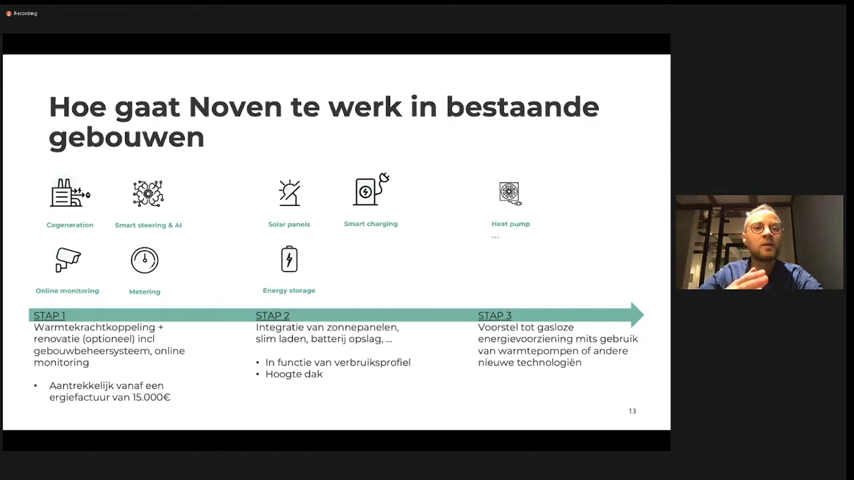 Recording
Hoe gaat Noven te werk in bestaande
gebouwen
Cogeneration
Smart steering & AI
Solar panels
Smart charging
Heat pump
...
Online monitoring
Metering
Energy storage
STAP 1
Warmtekrachtkoppeling +
renovatie (optioneel) incl
gebouwbeheersysteem, online
monitoring
• Aantrekkelijk vanaf een
ergiefactuur van 15.000€
STAP 2
Integratie van zonnepanelen,
slim laden, batterij opslag, ...
• In functie van verbruiksprofiel
• Hoogte dak
STAP 3
Voorstel tot gasloze
energievoorziening mits gebruik
van warmtepompen of andere
nieuwe technologiën
13